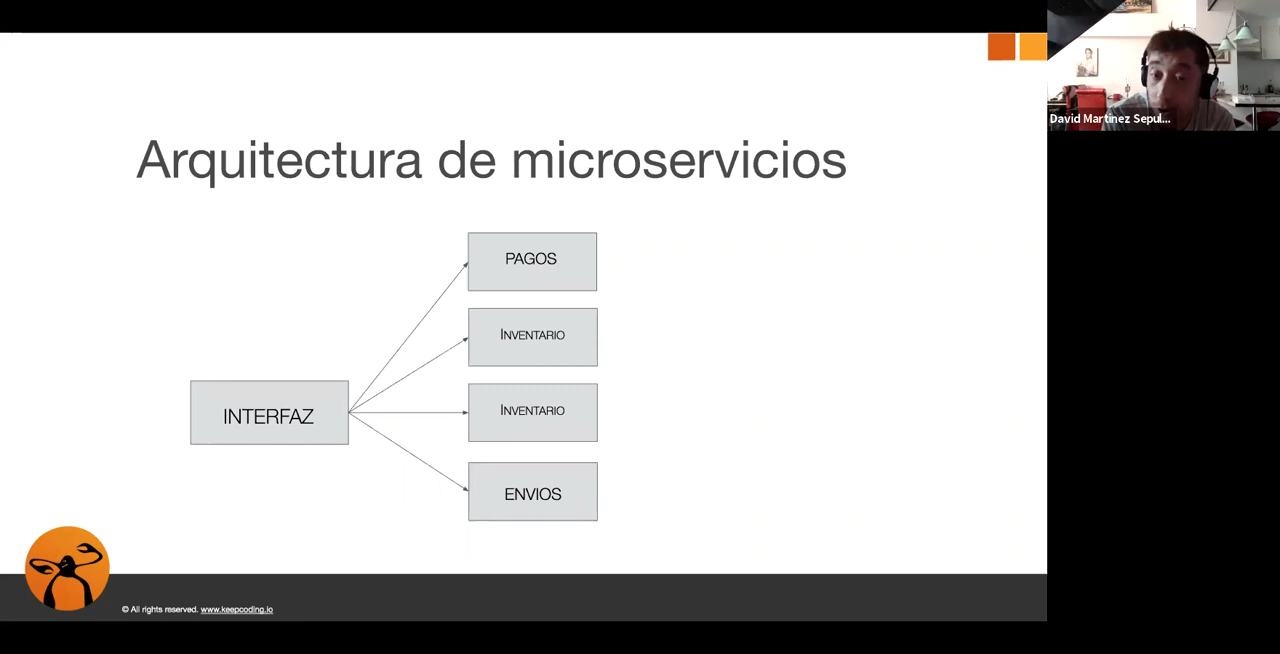 David Martinez Sepul...
Arquitectura de microservicios
PAGOS
INVENTARIO
INTERFAZ
INVENTARIO
ENVIOS
© All rights reserved. www.keepcoding.io